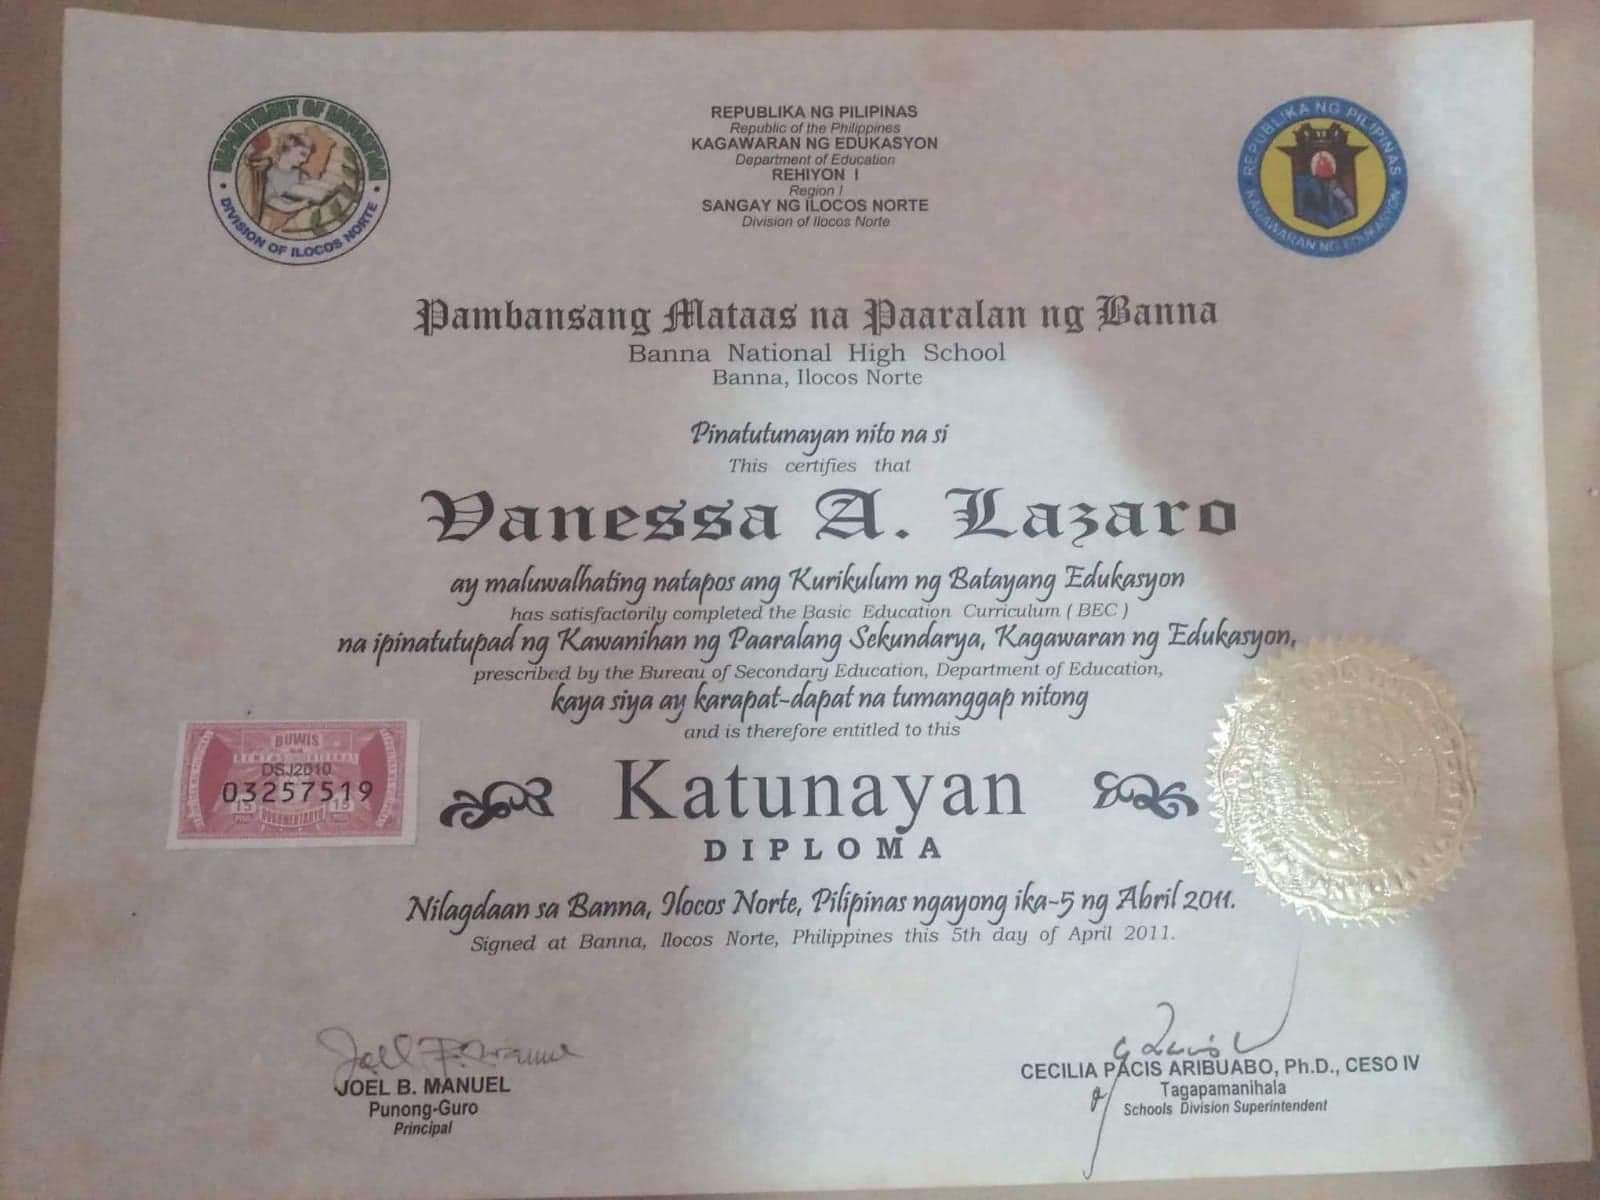 DEPARTMENT OF EDUCATION
DIVISION OF ILOCOS NORTE
REPUBLIKA NG PILIPINAS
Republic of the Philippines
KAGAWARAN NG EDUKASYON
Department of Education
REHIYON I
Region I
SANGAY NG ILOCOS NORTE
Division of Ilocos Norte
REPUBLIKA NG PILIPINAS
KAGAWARAN NG EDUKASYON
Pambansang Mataas na Paaralan ng Banna
Banna National High School
Banna, Ilocos Norte
Pinatutunayan nito na si
This certifies that
Vanessa A. Lazaro
ay maluwalhating natapos ang Kurikulum ng Batayang Edukasyon
has satisfactorily completed the Basic Education Curriculum ( BEC )
na ipinatutupad ng Kawanihan ng Paaralang Sekundarya, Kagawaran ng Edukasyon,
prescribed by the Bureau of Secondary Education, Department of Education,
kaya siya ay karapat-dapat na tumanggap nitong
and is therefore entitled to this
BUWIS
RENTAS INTERNAS
DSJ2010
03257519
15 15
DOKUMENTARYO
Katunayan
DIPLOMA
Nilagdaan sa Banna, Ilocos Norte, Pilipinas ngayong ika-5 ng Abril 2011.
Signed at Banna, Ilocos Norte, Philippines this 5th day of April 2011.
JOEL B. MANUEL
Punong-Guro
Principal
CECILIA PACIS ARIBUABO, Ph.D., CESO IV
Tagapamanihala
Schools Division Superintendent